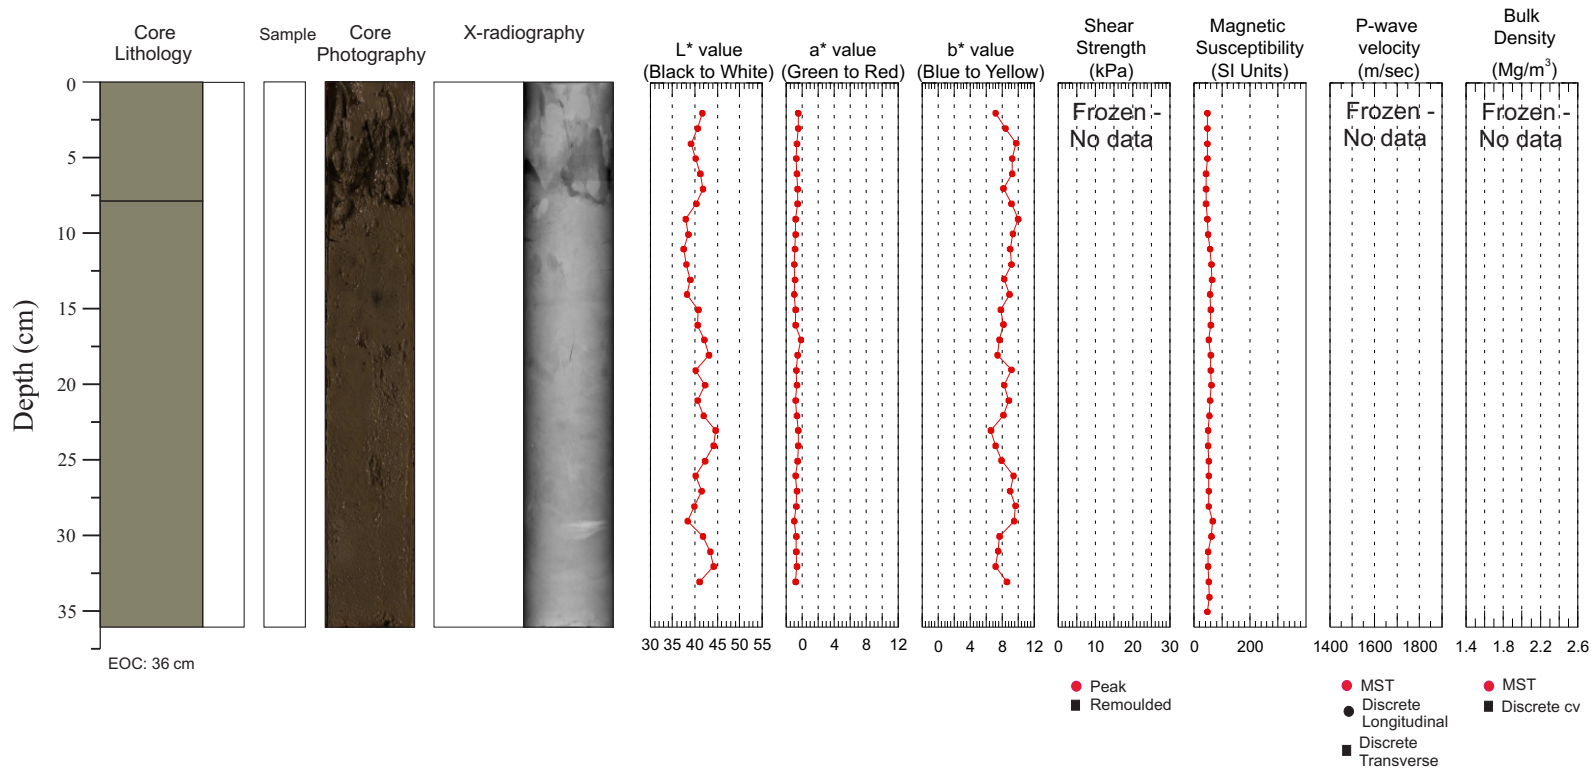 Core
Lithology
Sample
Core
Photography
X-radiography
L* value
(Black to White)
a* value
(Green to Red)
b* value
(Blue to Yellow)
Shear
Strength
(kPa)
Magnetic
Susceptibility
(SI Units)
P-wave
velocity
(m/sec)
Bulk
Density
(Mg/m³)
Depth (cm)
0
5
10
15
20
25
30
35
Frozen -
No data
Frozen -
No data
Frozen -
No data
30 35 40 45 50 55
0 4 8 12
0 4 8 12
0 10 20 30
0 200
1400 1600 1800
1.4 1.8 2.2 2.6
EOC: 36 cm
Peak
Remoulded
MST
Discrete
Longitudinal
Discrete
Transverse
MST
Discrete cv